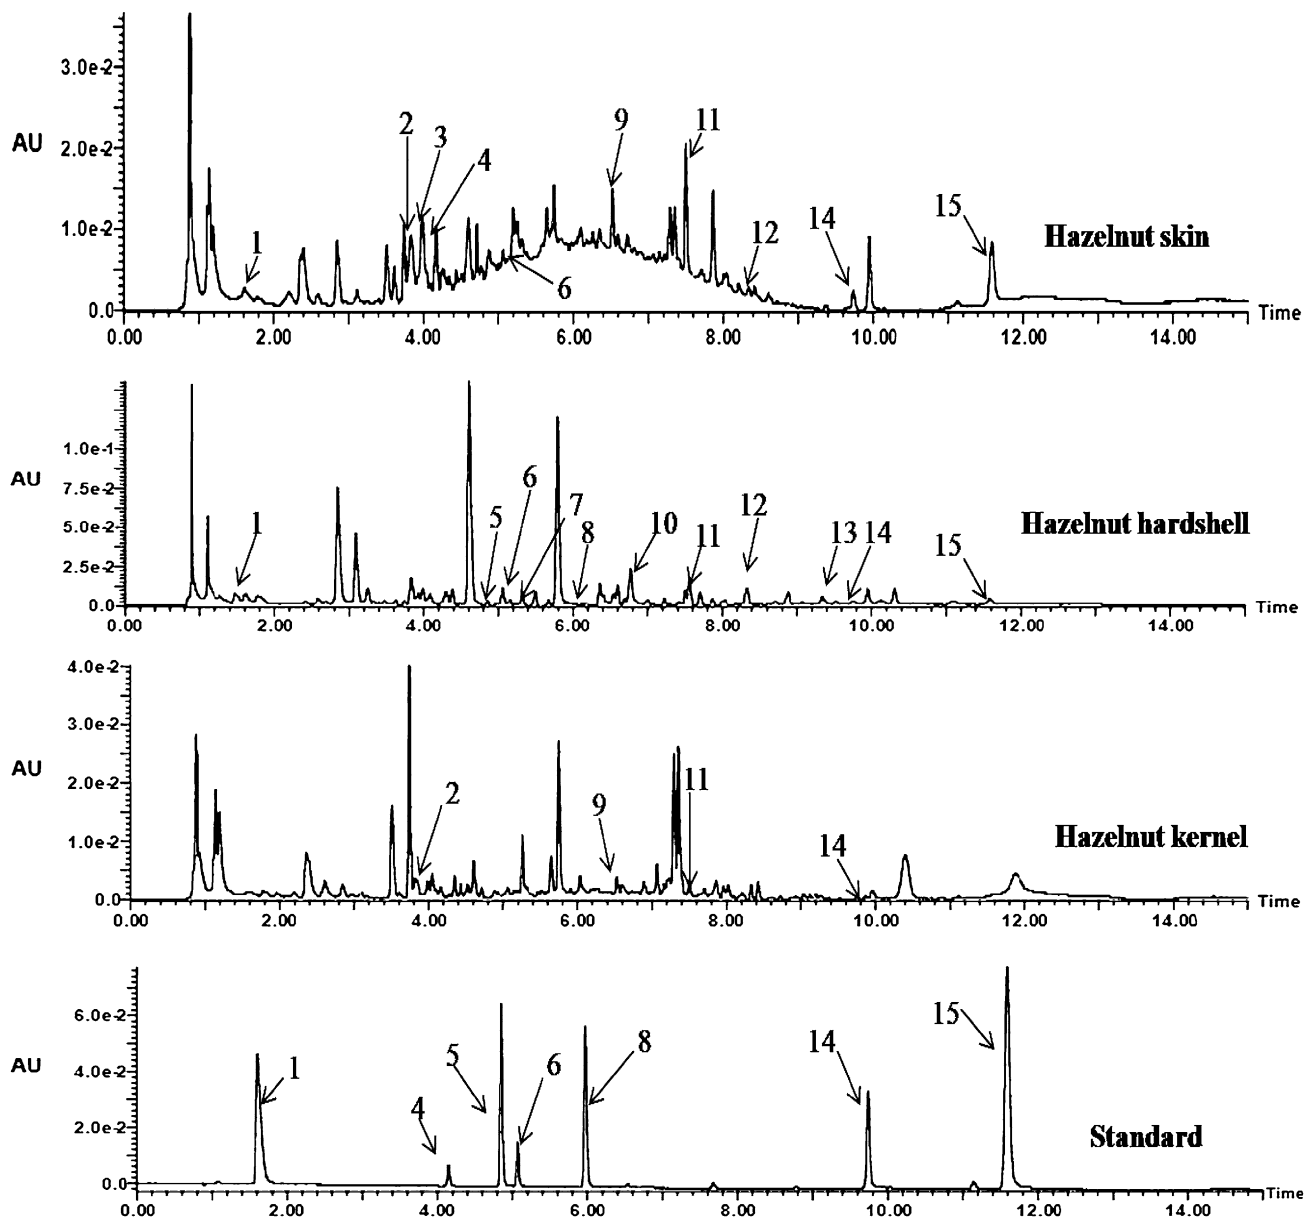 3.0e-2
AU
2.0e-2
1.0e-2
0.0
1
2
3
4
6
9
11
12
14
15
Hazelnut skin
0.00 2.00 4.00 6.00 8.00 10.00 12.00 14.00 Time
AU
1.0e-1
7.5e-2
5.0e-2
2.5e-2
0.0
1
5
6
7
8
10
11
12
13
14
15
Hazelnut hardshell
0.00 2.00 4.00 6.00 8.00 10.00 12.00 14.00 Time
4.0e-2
3.0e-2
AU
2.0e-2
1.0e-2
0.0
2
9
11
14
Hazelnut kernel
0.00 2.00 4.00 6.00 8.00 10.00 12.00 14.00 Time
6.0e-2
AU
4.0e-2
2.0e-2
0.0
1
4
5
6
8
14
15
Standard
0.00 2.00 4.00 6.00 8.00 10.00 12.00 14.00 Time